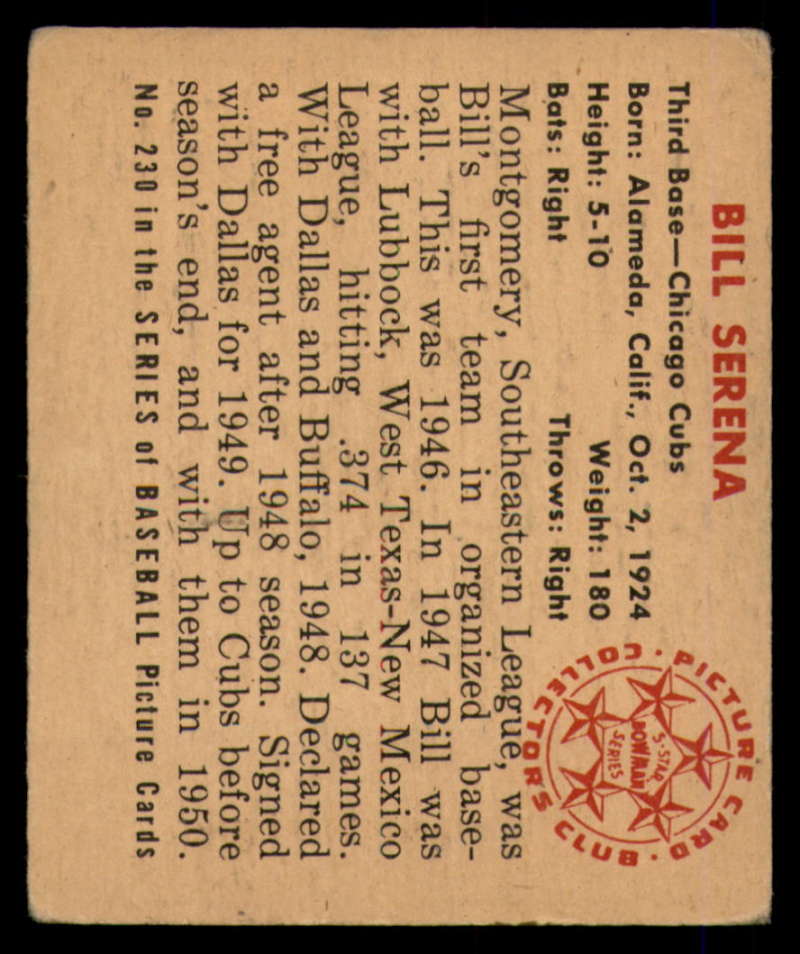 BILL SERENA
Third Base—Chicago Cubs
Born: Alameda, Calif., Oct. 2, 1924
Height: 5-10 Weight: 180
Bats: Right Throws: Right
Montgomery, Southeastern League, was
Bill's first team in organized base-
ball. This was 1946. In 1947 Bill was
with Lubbock, West Texas-New Mexico
League, hitting .374 in 137 games.
With Dallas and Buffalo, 1948. Declared
a free agent after 1948 season. Signed
with Dallas for 1949. Up to Cubs before
season's end, and with them in 1950.
No. 230 in the SERIES of BASEBALL Picture Cards
PICTURE CARD · COLLECTORS CLUB ·
5-STAR
BOWMAN
SERIES